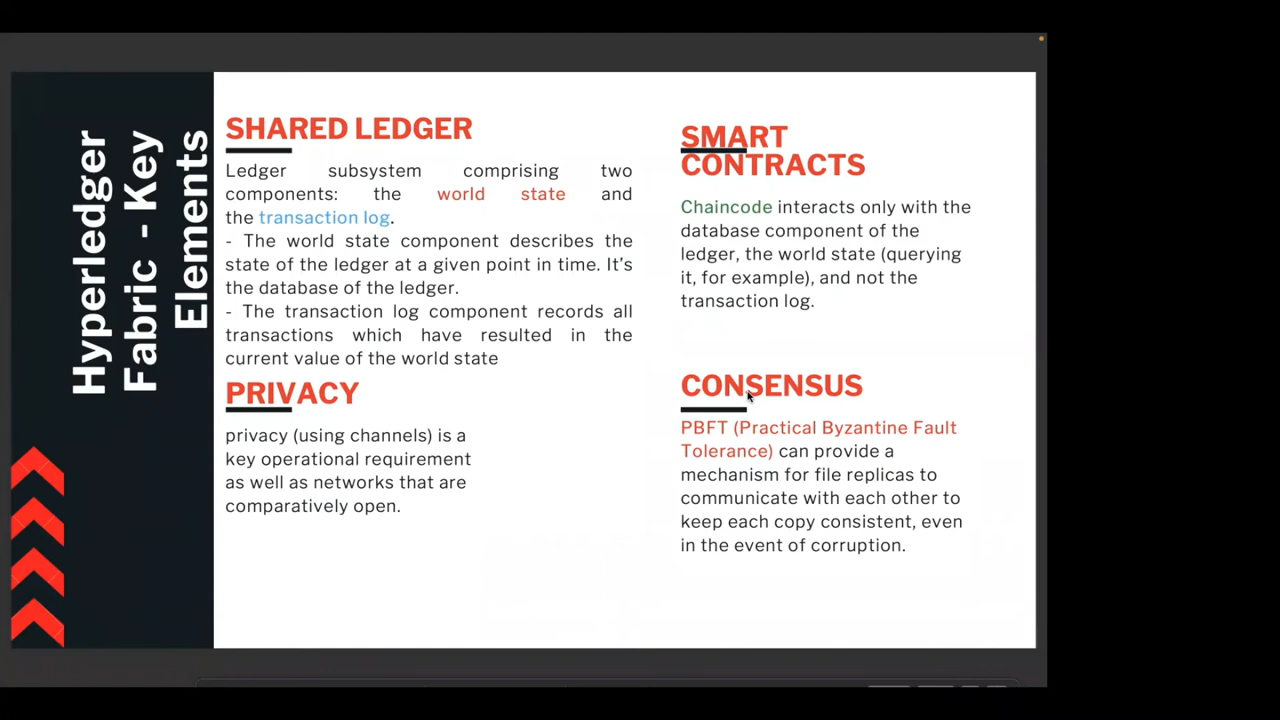 Hyperledger
Fabric - Key
Elements
SHARED LEDGER
Ledger subsystem comprising two
components: the world state and
the transaction log.
- The world state component describes the
state of the ledger at a given point in time. It’s
the database of the ledger.
- The transaction log component records all
transactions which have resulted in the
current value of the world state
PRIVACY
privacy (using channels) is a
key operational requirement
as well as networks that are
comparatively open.
SMART
CONTRACTS
Chaincode interacts only with the
database component of the
ledger, the world state (querying
it, for example), and not the
transaction log.
CONSENSUS
PBFT (Practical Byzantine Fault
Tolerance) can provide a
mechanism for file replicas to
communicate with each other to
keep each copy consistent, even
in the event of corruption.